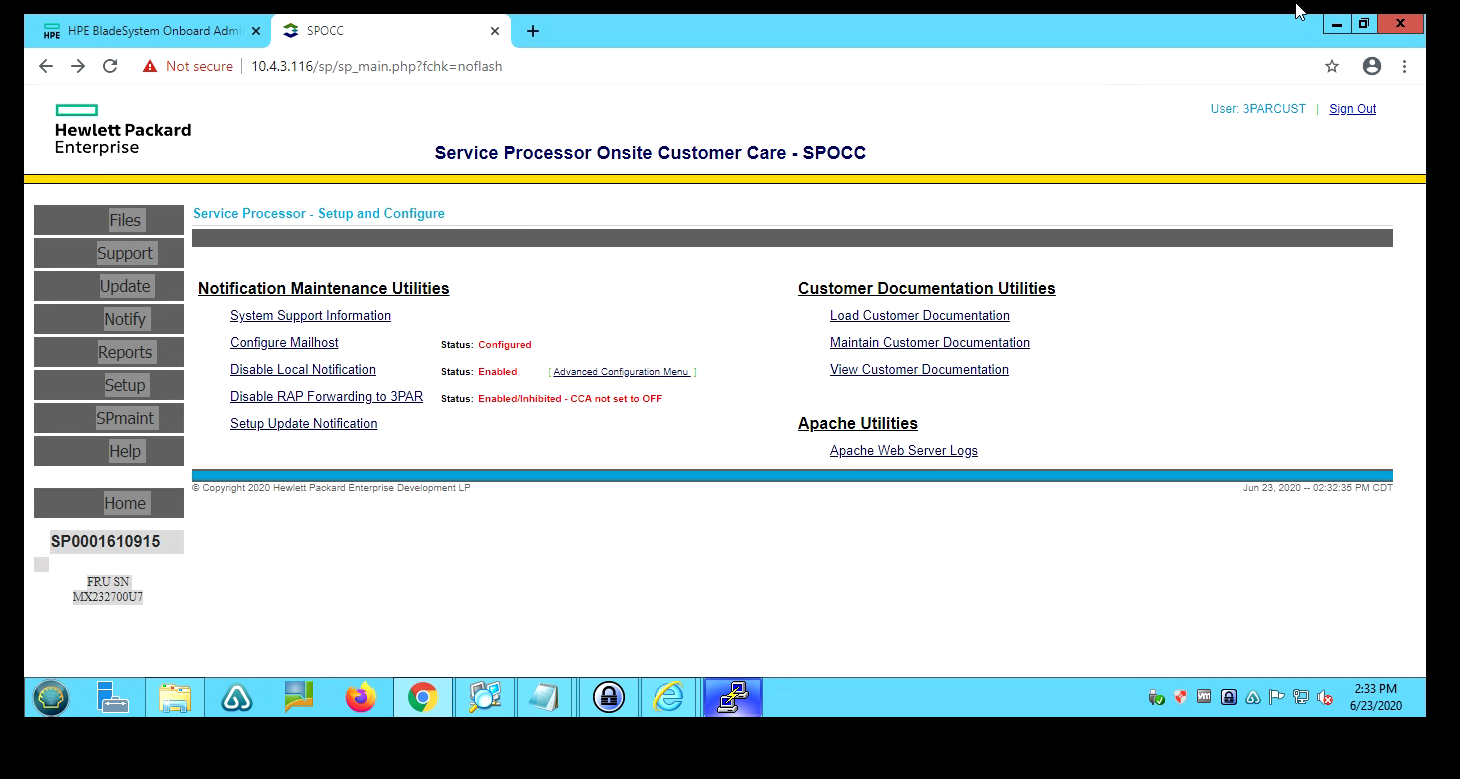 HPE HPE BladeSystem Onboard Admi
SPOCC
Not secure 10.4.3.116/sp/sp_main.php?fchk=noflash
Hewlett Packard
Enterprise
User: 3PARCUST | Sign Out
Service Processor Onsite Customer Care - SPOCC
Files
Support
Update
Notify
Reports
Setup
SPmaint
Help
Home
SP0001610915
FRU SN
MX232700U7
Service Processor - Setup and Configure
Notification Maintenance Utilities
System Support Information
Configure Mailhost Status: Configured
Disable Local Notification Status: Enabled [ Advanced Configuration Menu ]
Disable RAP Forwarding to 3PAR Status: Enabled/Inhibited - CCA not set to OFF
Setup Update Notification
Customer Documentation Utilities
Load Customer Documentation
Maintain Customer Documentation
View Customer Documentation
Apache Utilities
Apache Web Server Logs
© Copyright 2020 Hewlett Packard Enterprise Development LP
Jun 23, 2020 -- 02:32:35 PM CDT
2:33 PM
6/23/2020